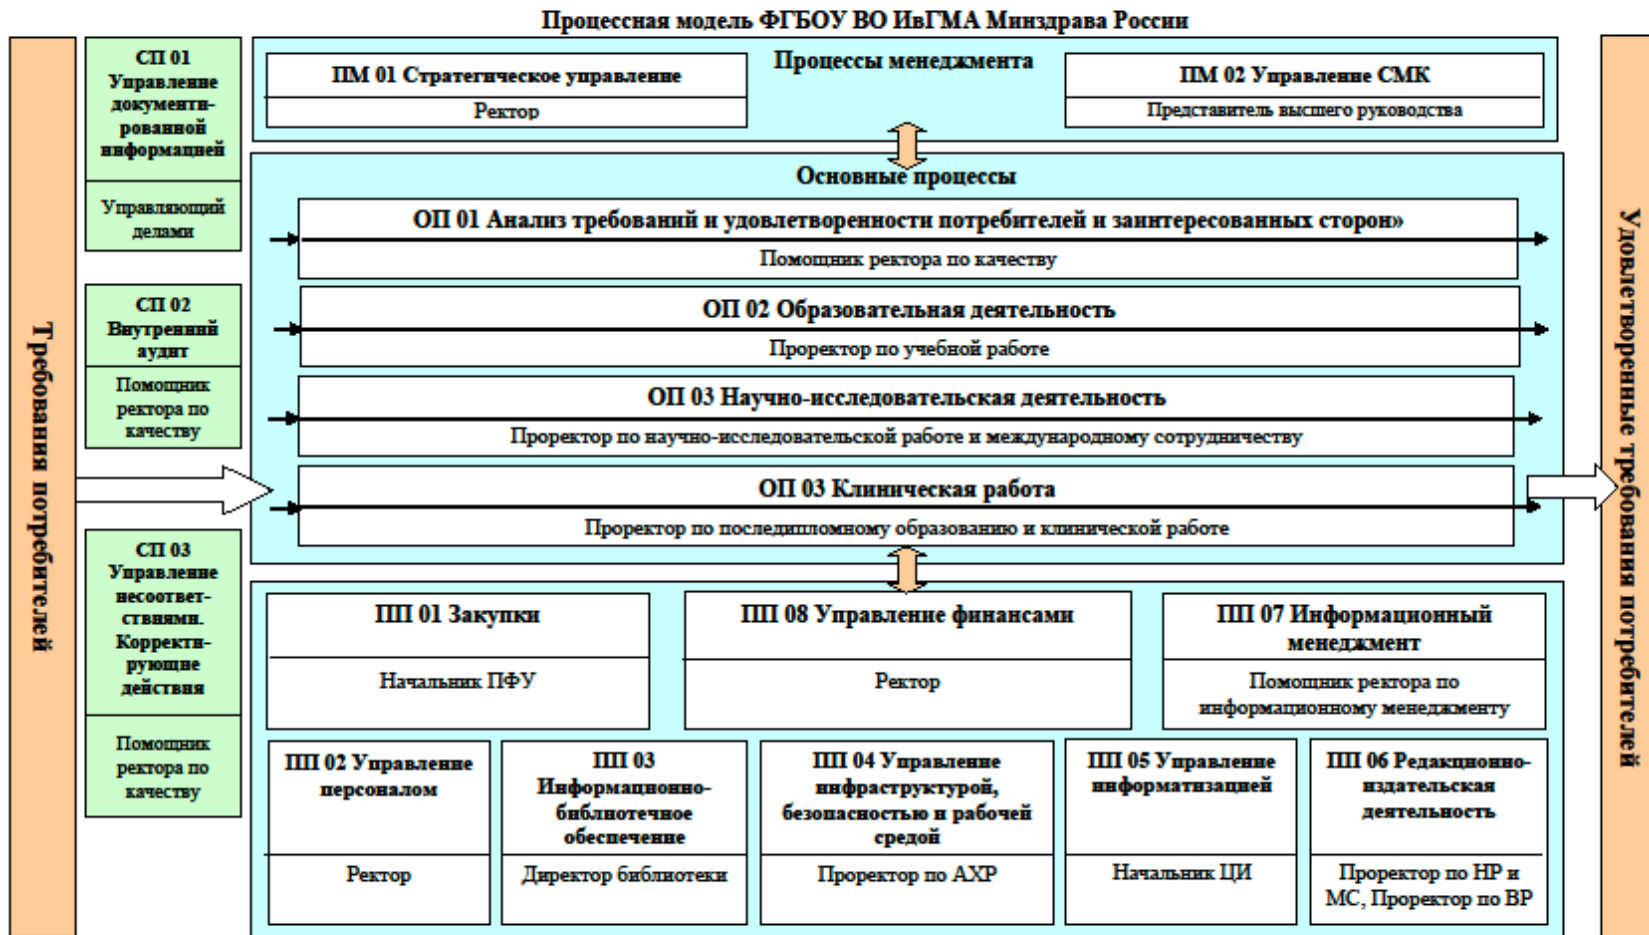 Процессная модель ФГБОУ ВО ИвГМА Минздрава России
Требования потребителей
СП 01
Управление
документи-
рованной
информацией
Управляющий
делами
СП 02
Внутренний
аудит
Помощник
ректора по
качеству
СП 03
Управление
несоответ-
ствиями.
Корректи-
рующие
действия
Помощник
ректора по
качеству
Процессы менеджмента
ПМ 01 Стратегическое управление
Ректор
ПМ 02 Управление СМК
Представитель высшего руководства
Основные процессы
ОП 01 Анализ требований и удовлетворенности потребителей и заинтересованных сторон»
Помощник ректора по качеству
ОП 02 Образовательная деятельность
Проректор по учебной работе
ОП 03 Научно-исследовательская деятельность
Проректор по научно-исследовательской работе и международному сотрудничеству
ОП 03 Клиническая работа
Проректор по последипломному образованию и клинической работе
ПП 01 Закупки
Начальник ПФУ
ПП 08 Управление финансами
Ректор
ПП 07 Информационный
менеджмент
Помощник ректора по
информационному менеджменту
ПП 02 Управление
персоналом
Ректор
ПП 03
Информационно-
библиотечное
обеспечение
Директор библиотеки
ПП 04 Управление
инфраструктурой,
безопасностью и рабочей
средой
Проректор по АХР
ПП 05 Управление
информатизацией
Начальник ЦИ
ПП 06 Редакционно-
издательская
деятельность
Проректор по НР и
МС, Проректор по ВР
Удовлетворенные требования потребителей